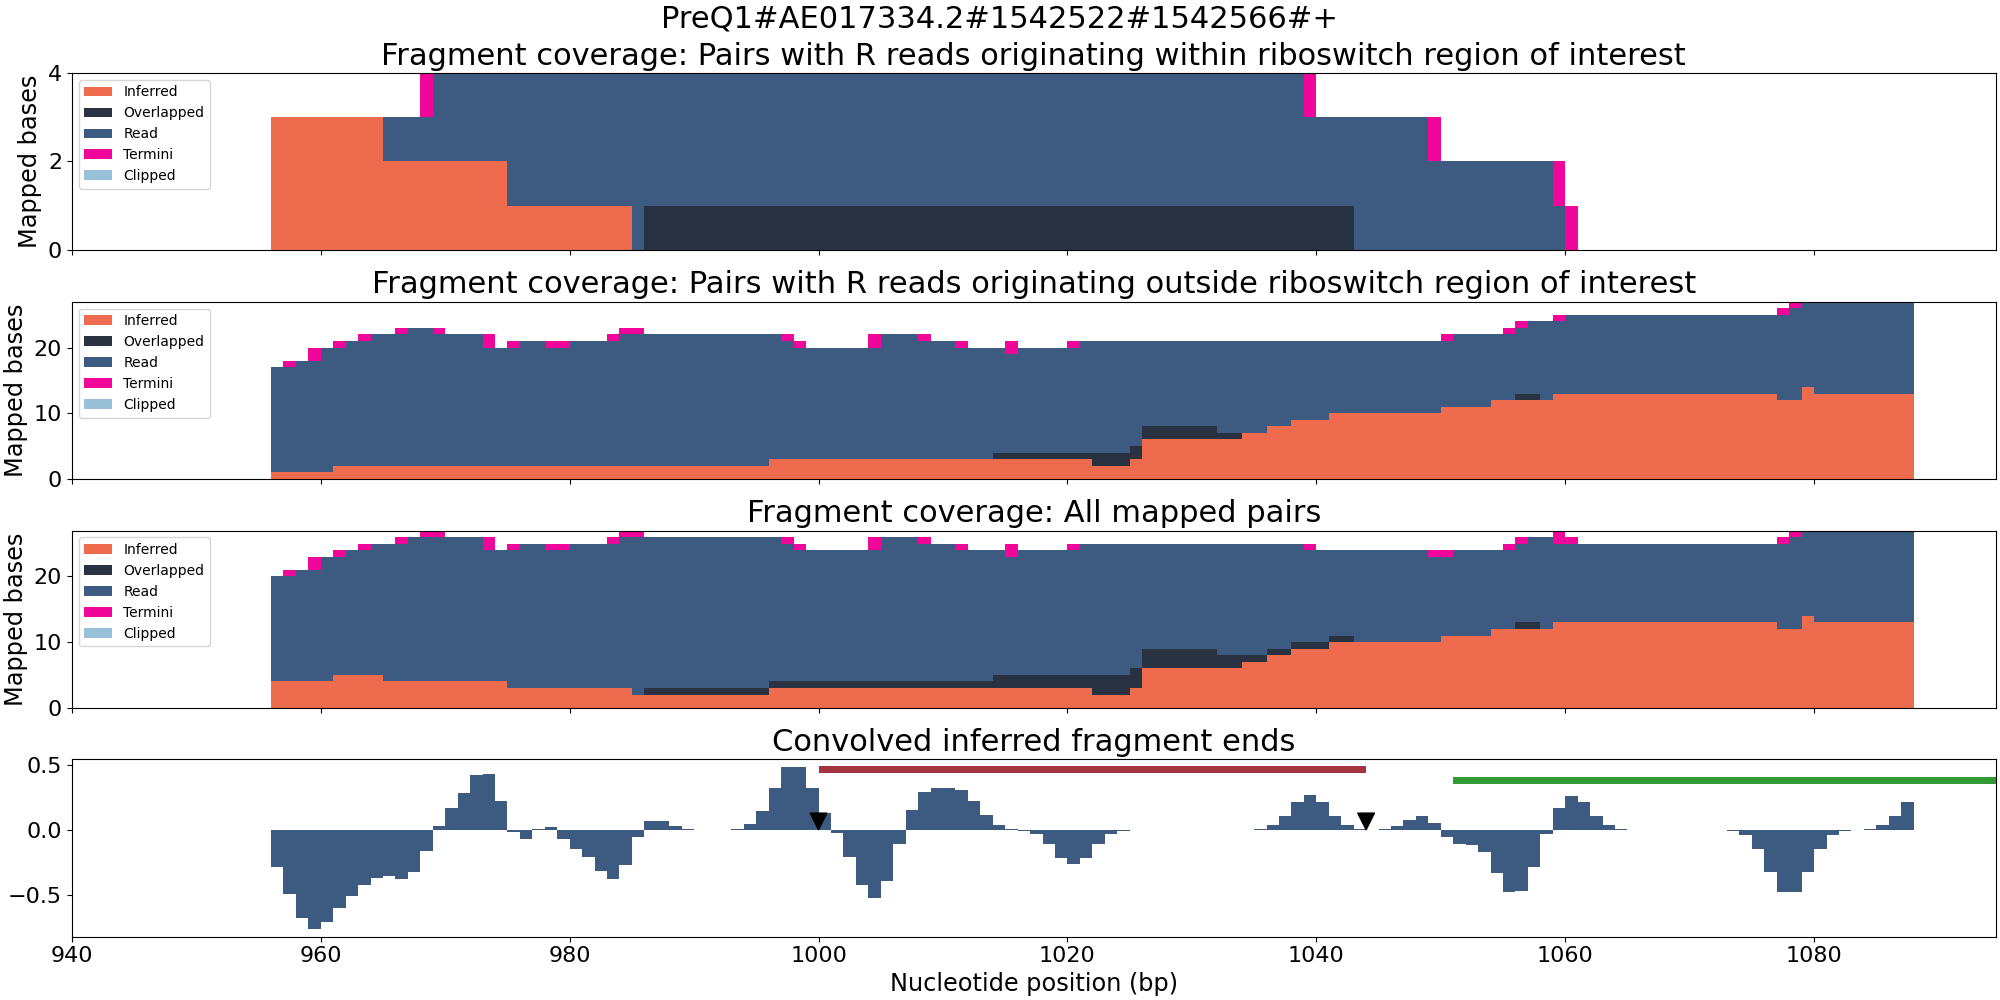 PreQ1#AE017334.2#1542522#1542566#+
Fragment coverage: Pairs with R reads originating within riboswitch region of interest
Mapped bases
4
2
0
Inferred
Overlapped
Read
Termini
Clipped
Fragment coverage: Pairs with R reads originating outside riboswitch region of interest
Mapped bases
20
10
0
Inferred
Overlapped
Read
Termini
Clipped
Fragment coverage: All mapped pairs
Mapped bases
20
10
0
Inferred
Overlapped
Read
Termini
Clipped
Convolved inferred fragment ends
0.5
0.0
−0.5
940 960 980 1000 1020 1040 1060 1080
Nucleotide position (bp)